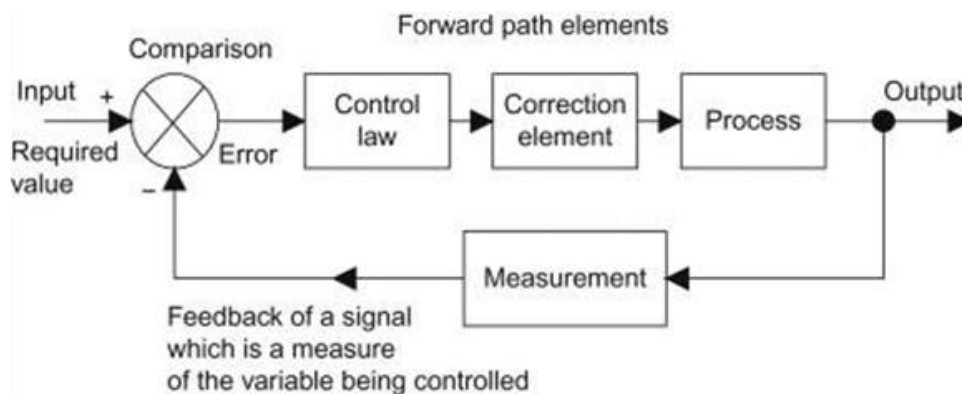 Forward path elements
Comparison
Input
+
Required
value
−
Error
Control
law
Correction
element
Process
Output
Measurement
Feedback of a signal
which is a measure
of the variable being controlled